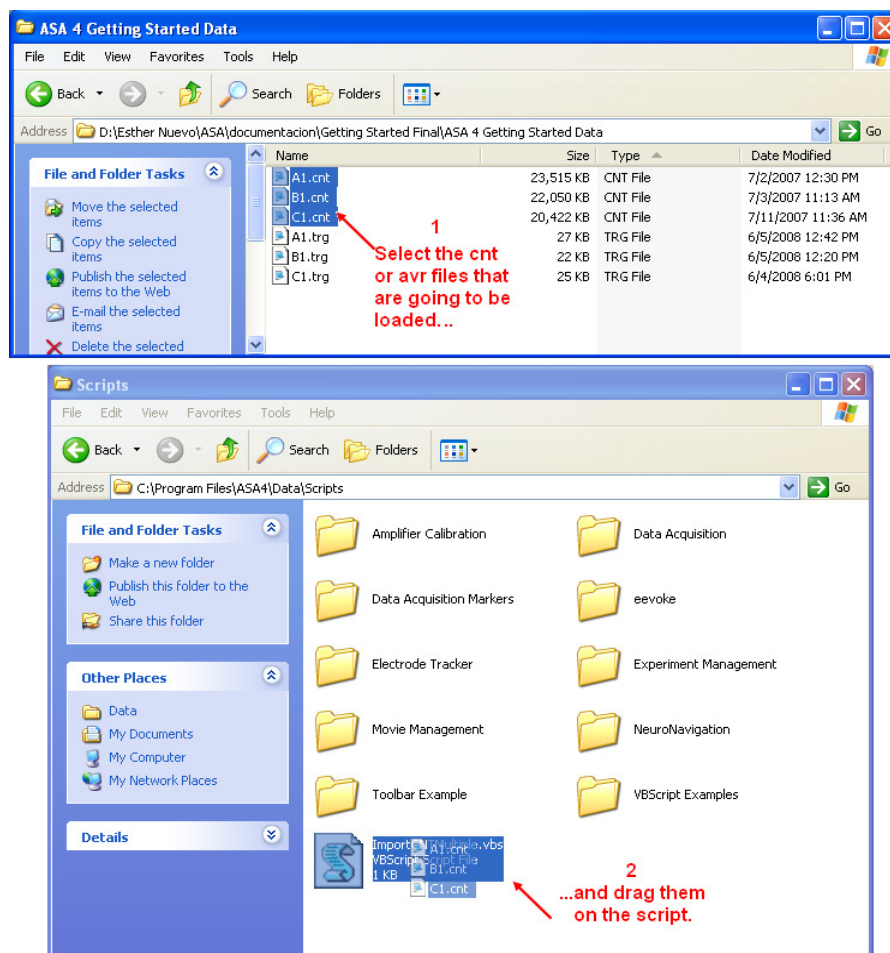 ASA 4 Getting Started Data
File Edit View Favorites Tools Help
Back Search Folders
Address D:\Esther Nuevo\ASA\documentacion\Getting Started Final\ASA 4 Getting Started Data Go
File and Folder Tasks
Move the selected
items
Copy the selected
items
Publish the selected
items to the Web
E-mail the selected
items
Delete the selected
Name Size Type Date Modified
A1.cnt 23,515 KB CNT File 7/2/2007 12:30 PM
B1.cnt 22,050 KB CNT File 7/3/2007 11:13 AM
C1.cnt 20,422 KB CNT File 7/11/2007 11:36 AM
A1.trg 27 KB TRG File 6/5/2008 12:42 PM
B1.trg 22 KB TRG File 6/5/2008 12:20 PM
C1.trg 25 KB TRG File 6/4/2008 6:01 PM
1
Select the cnt
or avr files that
are going to be
loaded...
Scripts
File Edit View Favorites Tools Help
Back Search Folders
Address C:\Program Files\ASA4\Data\Scripts Go
File and Folder Tasks
Make a new folder
Publish this folder to the
Web
Share this folder
Other Places
Data
My Documents
My Computer
My Network Places
Details
Amplifier Calibration Data Acquisition
Data Acquisition Markers eevoke
Electrode Tracker Experiment Management
Movie Management NeuroNavigation
Toolbar Example VBScript Examples
.vbs
A1.cnt
VBScript Script File
B1.cnt
1 KB
C1.cnt
2
...and drag them
on the script.